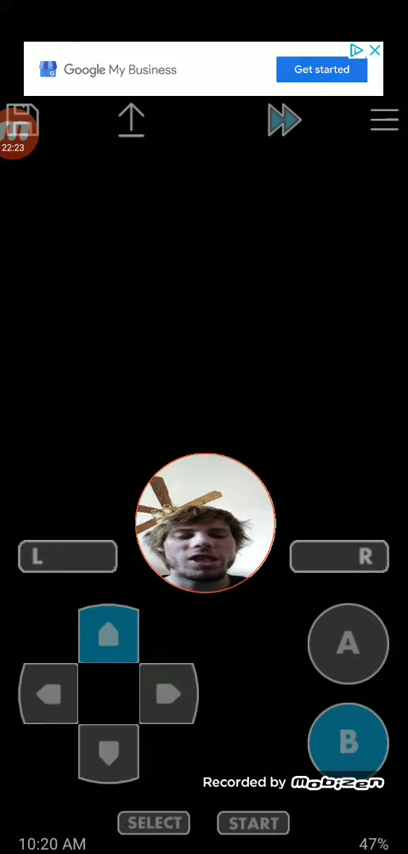 Google My Business
Get started
22:23
L
R
A
B
Recorded by MOBIZEN
SELECT
START
10:20 AM
47%